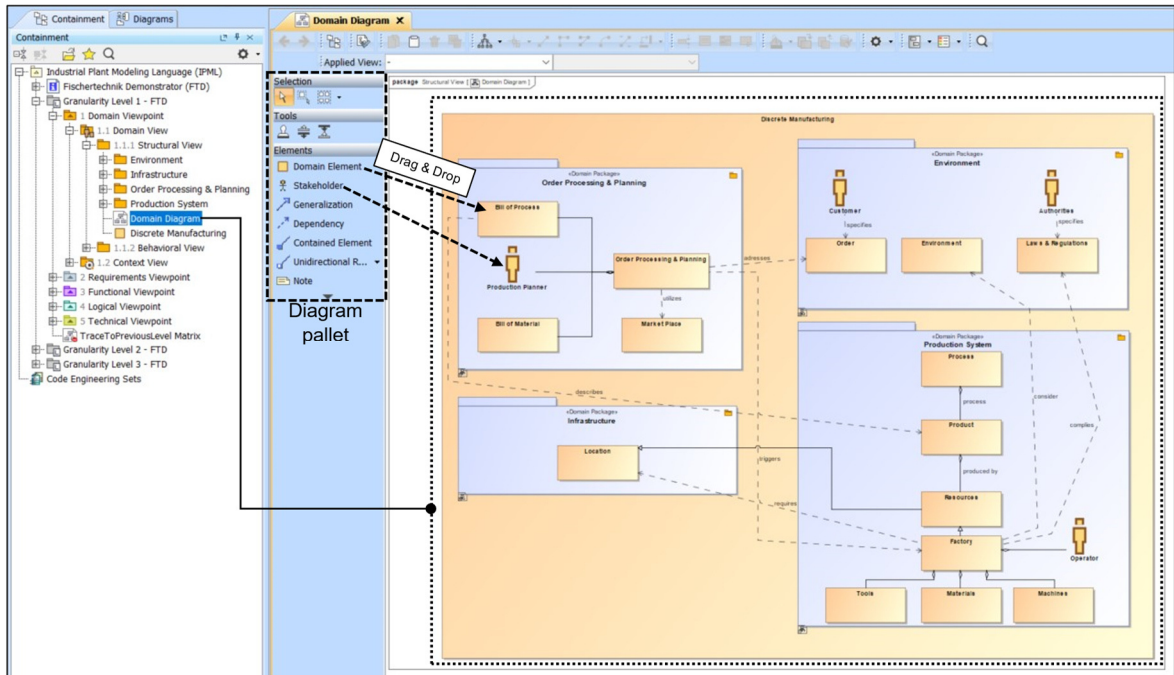 Containment
Diagrams
Containment
Industrial Plant Modeling Language (IPML)
Fischertechnik Demonstrator (FTD)
Granularity Level 1 - FTD
1 Domain Viewpoint
1.1 Domain View
1.1.1 Structural View
Environment
Infrastructure
Order Processing & Planning
Production System
Domain Diagram
Discrete Manufacturing
1.1.2 Behavioral View
1.2 Context View
2 Requirements Viewpoint
3 Functional Viewpoint
4 Logical Viewpoint
5 Technical Viewpoint
TraceToPreviousLevel Matrix
Granularity Level 2 - FTD
Granularity Level 3 - FTD
Code Engineering Sets
Domain Diagram
Applied View: -
Selection
Tools
Elements
Domain Element
Stakeholder
Generalization
Dependency
Contained Element
Unidirectional R...
Note
Diagram
pallet
Drag & Drop
package Structural View [ Domain Diagram ]
Discrete Manufacturing
«Domain Package»
Order Processing & Planning
Bill of Process
Production Planner
Order Processing & Planning
Bill of Material
utilizes
Market Place
adresses
«Domain Package»
Environment
Customer
Authorities
specifies
specifies
Order
Environment
Laws & Regulations
describes
«Domain Package»
Infrastructure
Location
triggers
requires
«Domain Package»
Production System
Process
process
consider
complies
Product
produced by
Resources
Factory
Operator
Tools
Materials
Machines